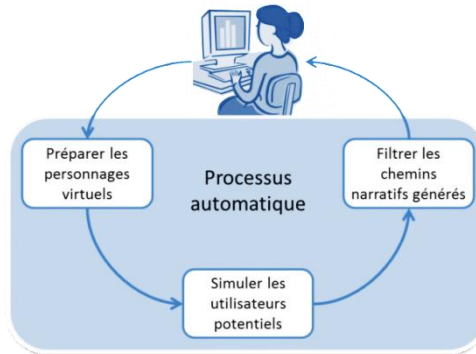 Préparer les
personnages
virtuels
Processus
automatique
Filtrer les
chemins
narratifs générés
Simuler les
utilisateurs
potentiels